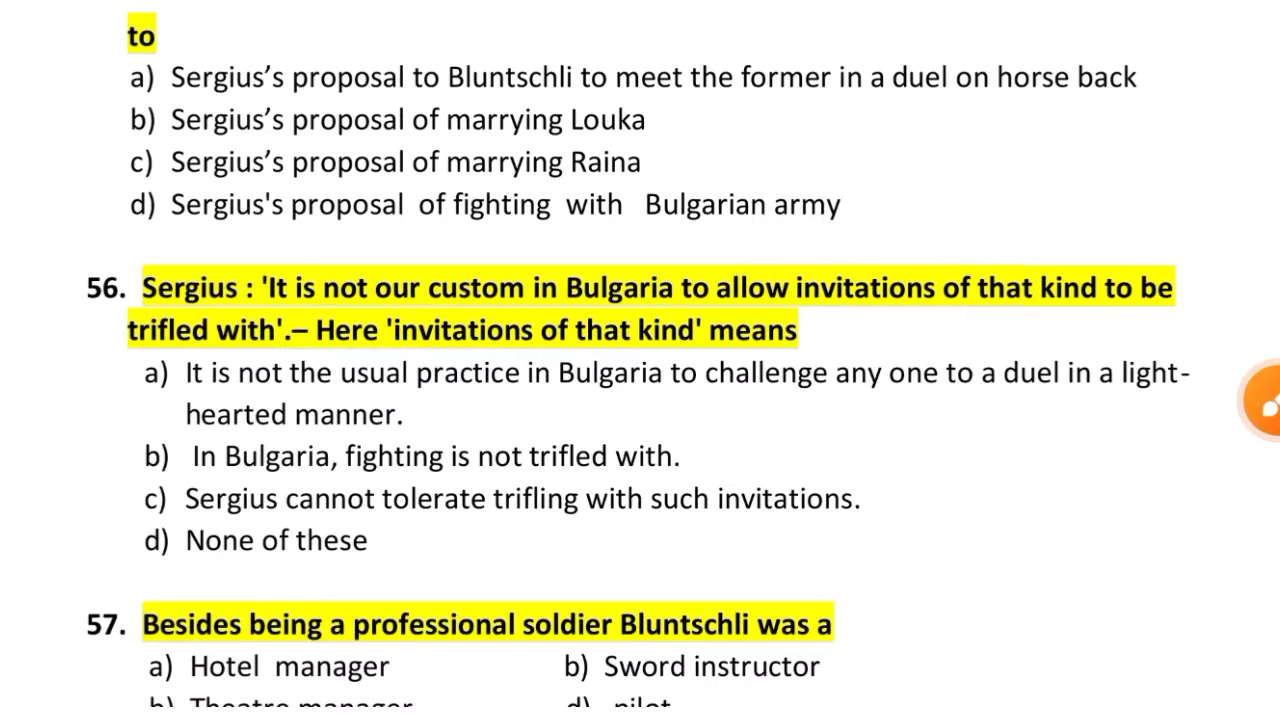 to
a) Sergius’s proposal to Bluntschli to meet the former in a duel on horse back
b) Sergius’s proposal of marrying Louka
c) Sergius’s proposal of marrying Raina
d) Sergius's proposal of fighting with Bulgarian army
56. Sergius : 'It is not our custom in Bulgaria to allow invitations of that kind to be
trifled with'.– Here 'invitations of that kind' means
a) It is not the usual practice in Bulgaria to challenge any one to a duel in a light-
hearted manner.
b) In Bulgaria, fighting is not trifled with.
c) Sergius cannot tolerate trifling with such invitations.
d) None of these
57. Besides being a professional soldier Bluntschli was a
a) Hotel manager b) Sword instructor
b) Theatre manager d) pilot